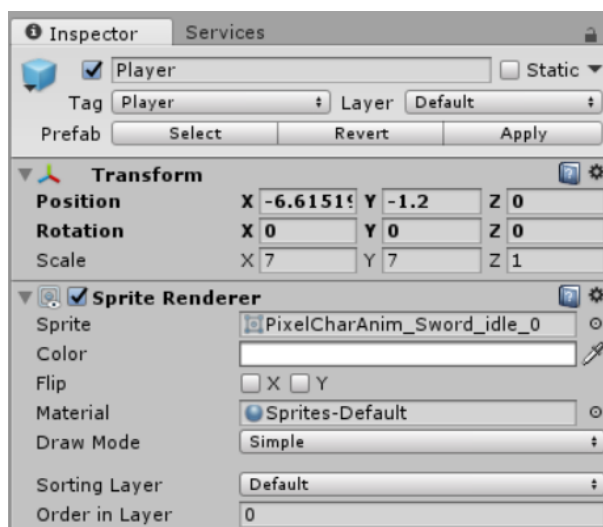 Inspector Services
Player Static
Tag Player Layer Default
Prefab Select Revert Apply
Transform
Position X -6.6151 Y -1.2 Z 0
Rotation X 0 Y 0 Z 0
Scale X 7 Y 7 Z 1
Sprite Renderer
Sprite PixelCharAnim_Sword_idle_0
Color
Flip X Y
Material Sprites-Default
Draw Mode Simple
Sorting Layer Default
Order in Layer 0